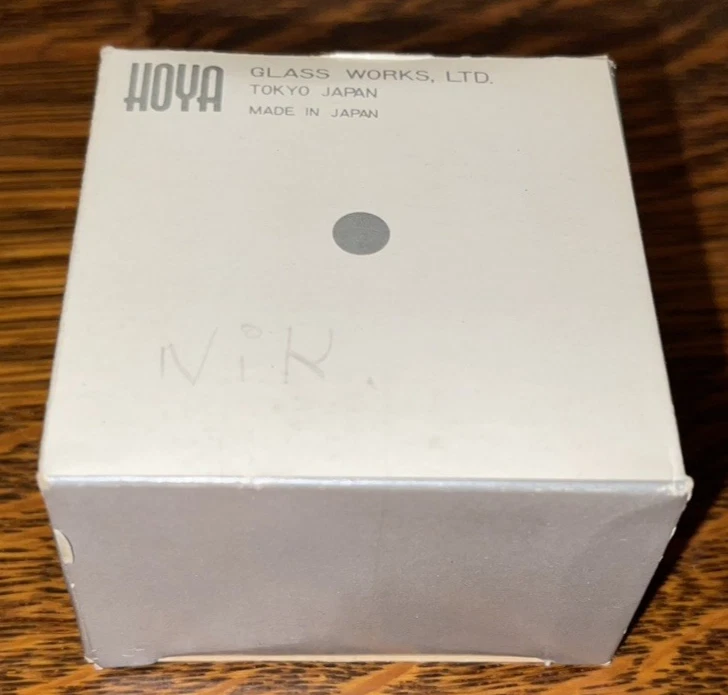 HOYA
GLASS WORKS, LTD.
TOKYO JAPAN
MADE IN JAPAN
NiK.